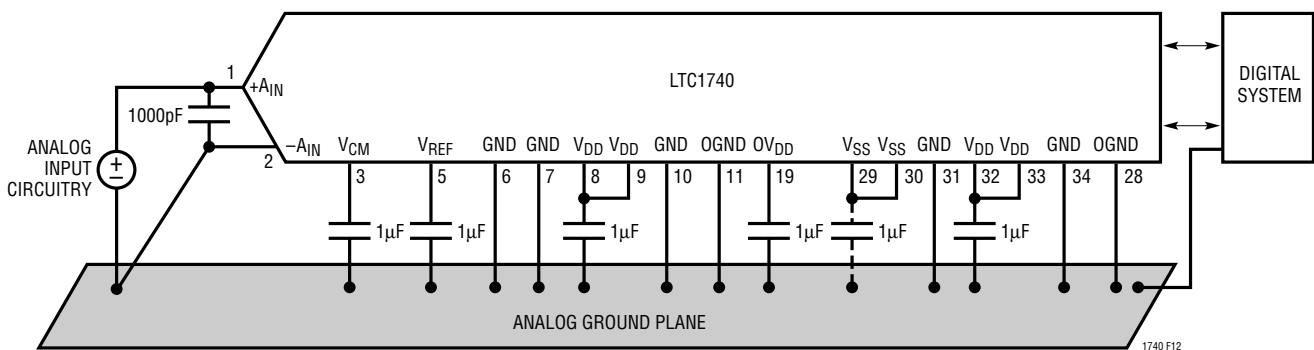 LTC1740
DIGITAL
SYSTEM
1
+AIN
1000pF
−AIN
2
ANALOG
INPUT
CIRCUITRY
+
−
VCM VREF GND GND VDD VDD GND OGND OVDD VSS VSS GND VDD VDD GND OGND
3 5 6 7 8 9 10 11 19 29 30 31 32 33 34 28
1μF 1μF 1μF 1μF 1μF 1μF
ANALOG GROUND PLANE
1740 F12